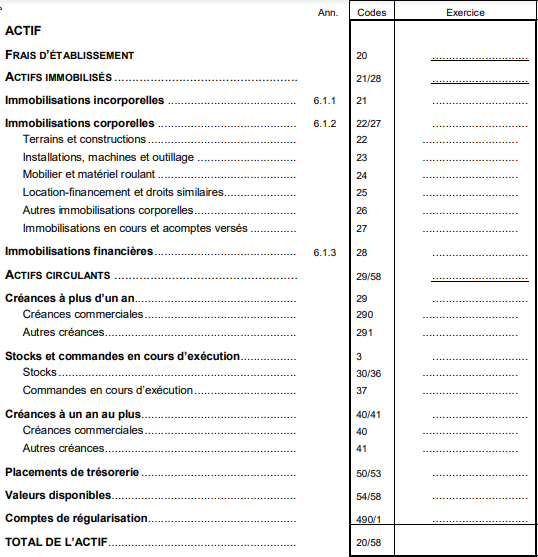 Ann. Codes Exercice
ACTIF
FRAIS D'ÉTABLISSEMENT 20 ..............................
ACTIFS IMMOBILISÉS ........................................................ 21/28 ..............................
Immobilisations incorporelles ........................................ 6.1.1 21 ..............................
Immobilisations corporelles ........................................... 6.1.2 22/27 ..............................
Terrains et constructions.............................................. 22 ..............................
Installations, machines et outillage ............................... 23 ..............................
Mobilier et matériel roulant ........................................... 24 ..............................
Location-financement et droits similaires....................... 25 ..............................
Autres immobilisations corporelles................................ 26 ..............................
Immobilisations en cours et acomptes versés .............. 27 ..............................
Immobilisations financières............................................ 6.1.3 28 ..............................
ACTIFS CIRCULANTS ........................................................ 29/58 ..............................
Créances à plus d'un an.................................................. 29 ..............................
Créances commerciales............................................... 290 ..............................
Autres créances........................................................... 291 ..............................
Stocks et commandes en cours d'exécution................. 3 ..............................
Stocks.......................................................................... 30/36 ..............................
Commandes en cours d'exécution................................ 37 ..............................
Créances à un an au plus................................................ 40/41 ..............................
Créances commerciales............................................... 40 ..............................
Autres créances........................................................... 41 ..............................
Placements de trésorerie ................................................ 50/53 ..............................
Valeurs disponibles......................................................... 54/58 ..............................
Comptes de régularisation.............................................. 490/1 ..............................
TOTAL DE L'ACTIF.......................................................... 20/58